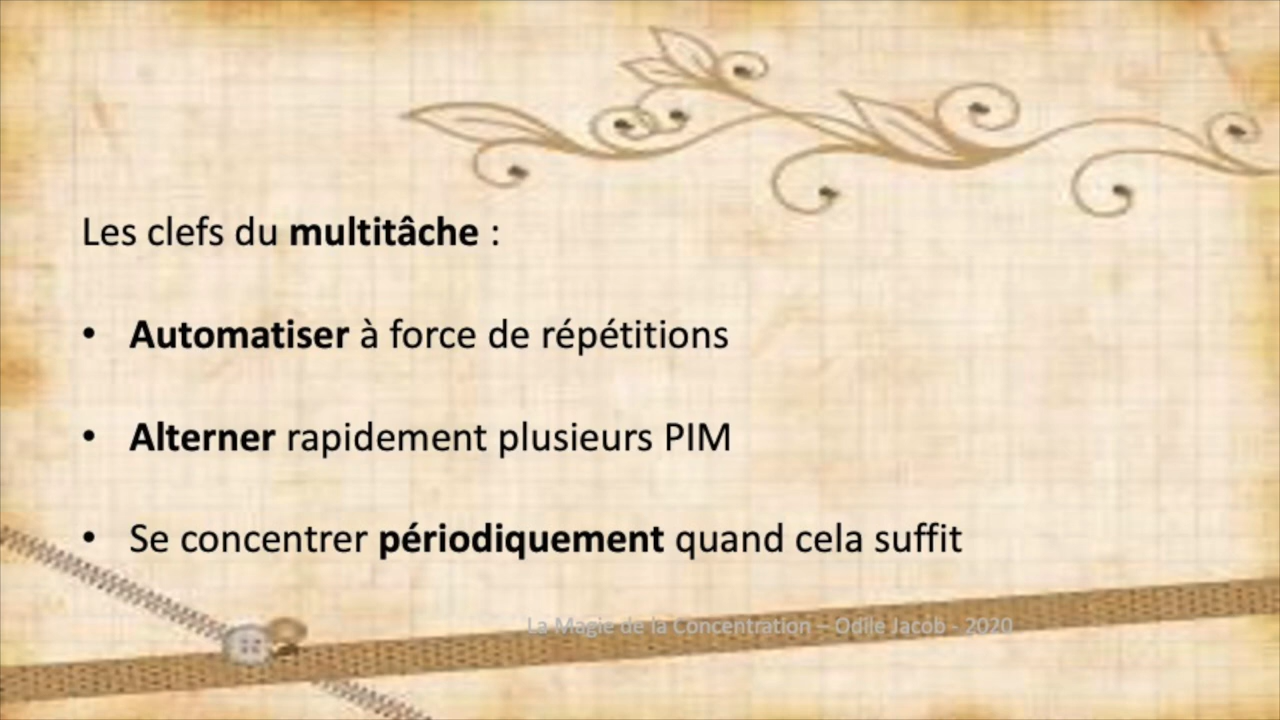 Les clefs du multitâche :
• Automatiser à force de répétitions
• Alterner rapidement plusieurs PIM
• Se concentrer périodiquement quand cela suffit
La Magie de la Concentration – Odile Jacob - 2020